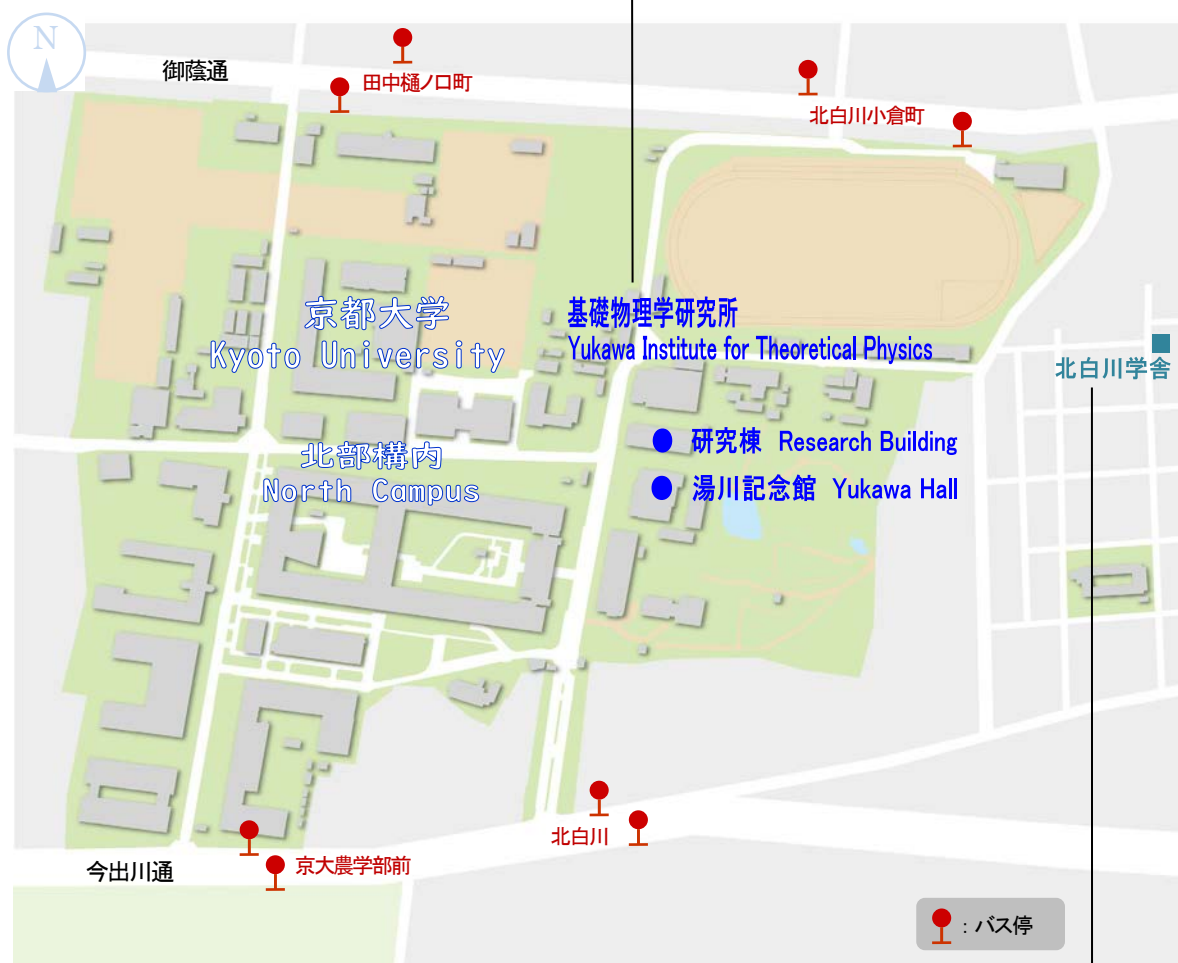 N
御蔭通
田中樋ノ口町
北白川小倉町
京都大学
Kyoto University
基礎物理学研究所
Yukawa Institute for Theoretical Physics
北白川学舎
北部構内
North Campus
研究棟 Research Building
湯川記念館 Yukawa Hall
北白川
京大農学部前
今出川通
: バス停